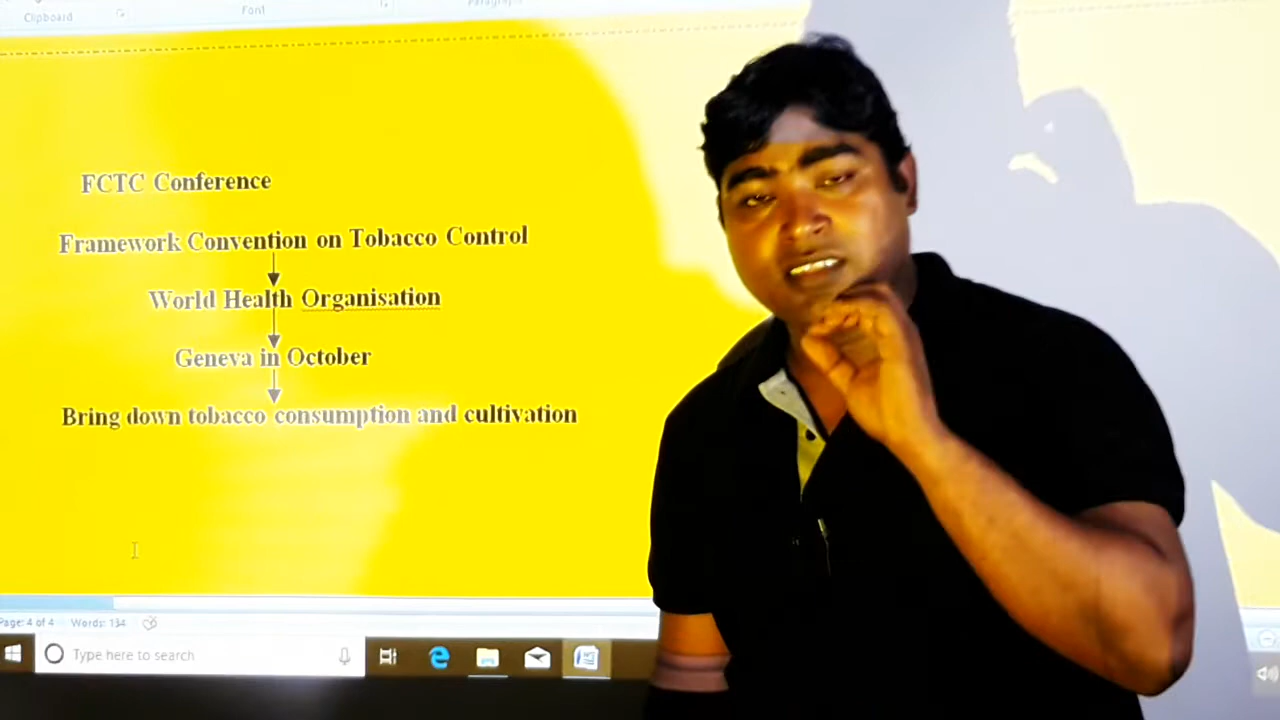 Clipboard
Font
Paragraph
FCTC Conference
Framework Convention on Tobacco Control
World Health Organisation
Geneva in October
Bring down tobacco consumption and cultivation
Page: 4 of 4 Words: 134
Type here to search